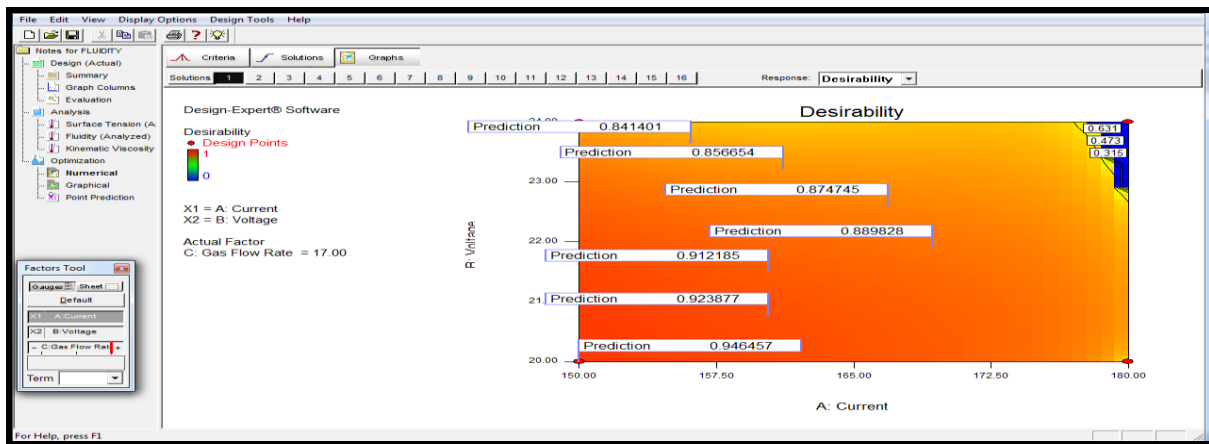 File Edit View Display Options Design Tools Help
Notes for FLUIDITY
Design (Actual)
Summary
Graph Columns
Evaluation
Analysis
Surface Tension (A
Fluidity (Analyzed)
Kinematic Viscosity
Optimization
Numerical
Graphical
Point Prediction
Criteria Solutions Graphs
Solutions 1 2 3 4 5 6 7 8 9 10 11 12 13 14 15 16 Response: Desirability
Design-Expert® Software
Desirability
Design Points
1
0
X1 = A: Current
X2 = B: Voltage
Actual Factor
C: Gas Flow Rate = 17.00
Desirability
Prediction 0.841401
0.631
0.473
Prediction 0.856654
0.315
23.00
Prediction 0.874745
Prediction 0.889828
22.00
Prediction 0.912185
21.
Prediction 0.923877
Prediction 0.946457
20.00
150.00 157.50 165.00 172.50 180.00
A: Current
B: Voltage
Factors Tool
Gauges Sheet
Default
X1 A:Current
X2 B:Voltage
- C:Gas Flow Rat +
Term
For Help, press F1